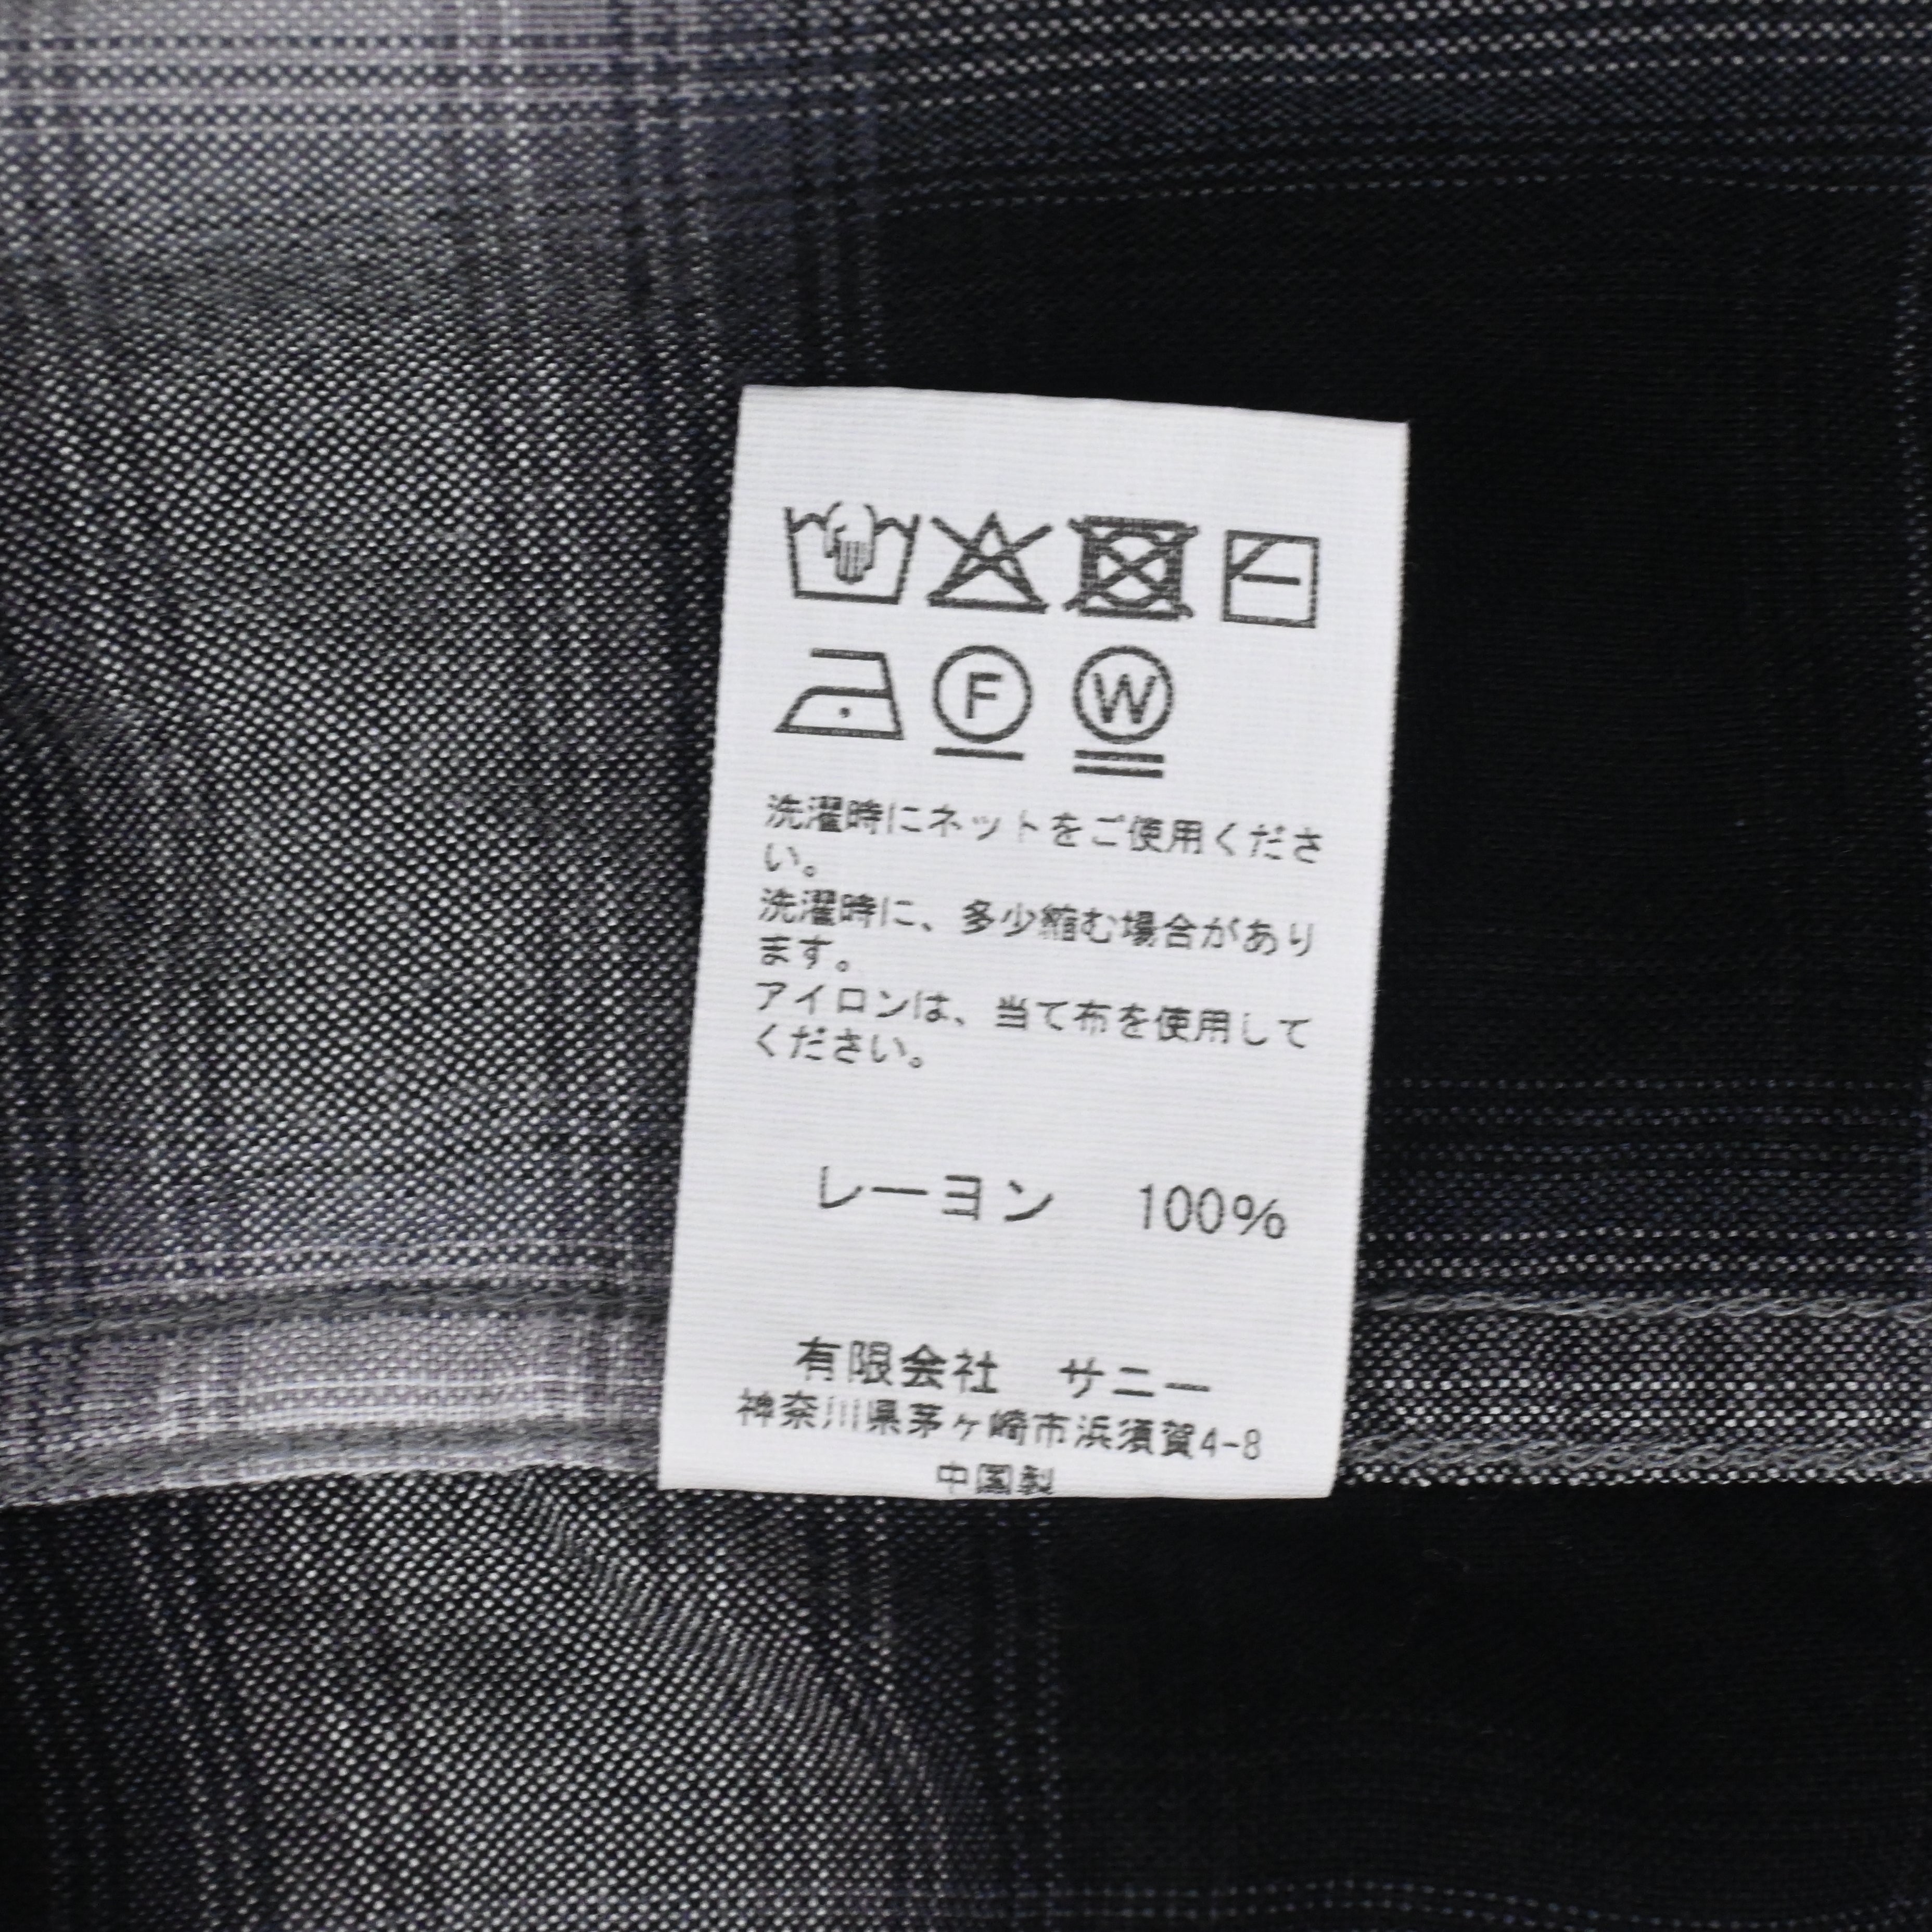 F W
洗濯時にネットをご使用くださ
い。
洗濯時に、多少縮む場合があり
ます。
アイロンは、当て布を使用して
ください。
レーヨン 100%
有限会社 サニー
神奈川県茅ヶ崎市浜須賀4-8
中国製